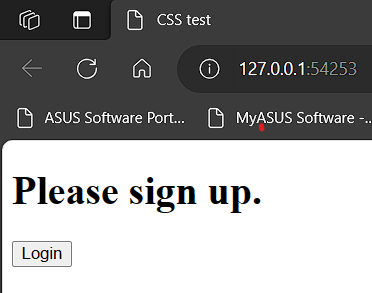 CSS test
127.0.0.1:54253
ASUS Software Port... MyASUS Software -...
Please sign up.
Login